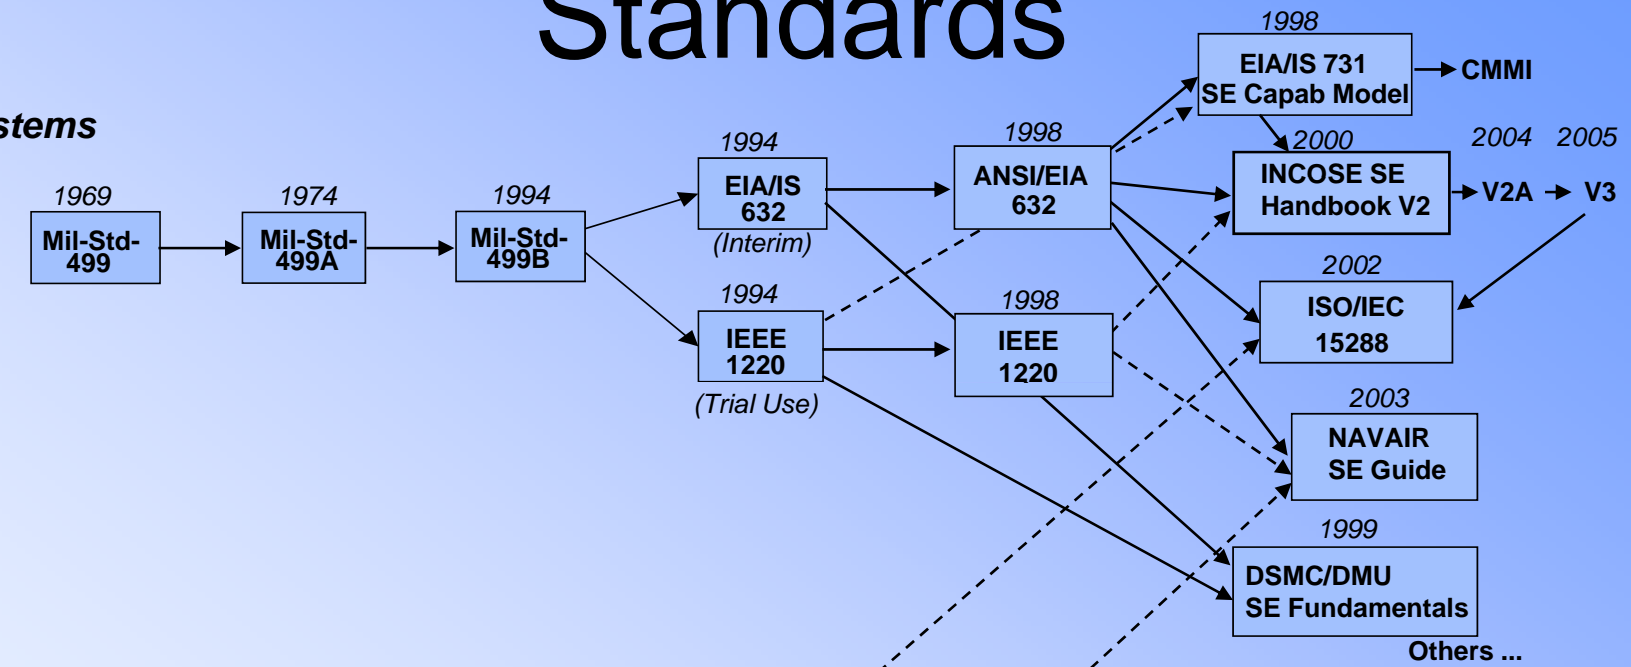 Standards
stems
1969
Mil-Std-
499
1974
Mil-Std-
499A
1994
Mil-Std-
499B
1994
EIA/IS
632
(Interim)
1994
IEEE
1220
(Trial Use)
1998
ANSI/EIA
632
1998
IEEE
1220
1998
EIA/IS 731
SE Capab Model
CMMI
2000
INCOSE SE
Handbook V2
2004
V2A
2005
V3
2002
ISO/IEC
15288
2003
NAVAIR
SE Guide
1999
DSMC/DMU
SE Fundamentals
Others ...